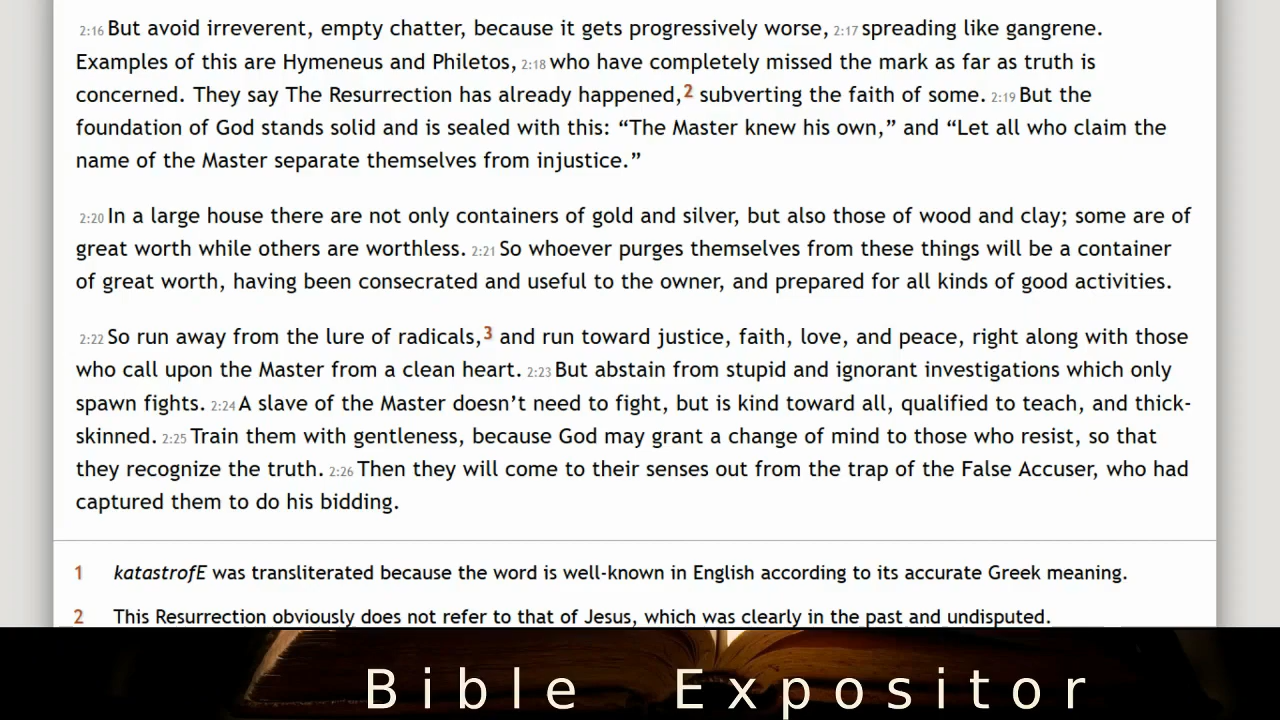 2:16 But avoid irreverent, empty chatter, because it gets progressively worse, 2:17 spreading like gangrene.
Examples of this are Hymeneus and Philetos, 2:18 who have completely missed the mark as far as truth is
concerned. They say The Resurrection has already happened,2 subverting the faith of some. 2:19 But the
foundation of God stands solid and is sealed with this: “The Master knew his own,” and “Let all who claim the
name of the Master separate themselves from injustice.”
2:20 In a large house there are not only containers of gold and silver, but also those of wood and clay; some are of
great worth while others are worthless. 2:21 So whoever purges themselves from these things will be a container
of great worth, having been consecrated and useful to the owner, and prepared for all kinds of good activities.
2:22 So run away from the lure of radicals,3 and run toward justice, faith, love, and peace, right along with those
who call upon the Master from a clean heart. 2:23 But abstain from stupid and ignorant investigations which only
spawn fights. 2:24 A slave of the Master doesn’t need to fight, but is kind toward all, qualified to teach, and thick-
skinned. 2:25 Train them with gentleness, because God may grant a change of mind to those who resist, so that
they recognize the truth. 2:26 Then they will come to their senses out from the trap of the False Accuser, who had
captured them to do his bidding.
1 katastrofE was transliterated because the word is well-known in English according to its accurate Greek meaning.
2 This Resurrection obviously does not refer to that of Jesus, which was clearly in the past and undisputed.
Bible Expositor